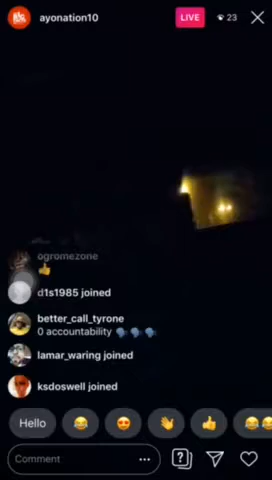 ayonation10
LIVE
23
ogromezone
d1s1985 joined
better_call_tyrone
0 accountability
lamar_waring joined
ksdoswell joined
Hello
Comment